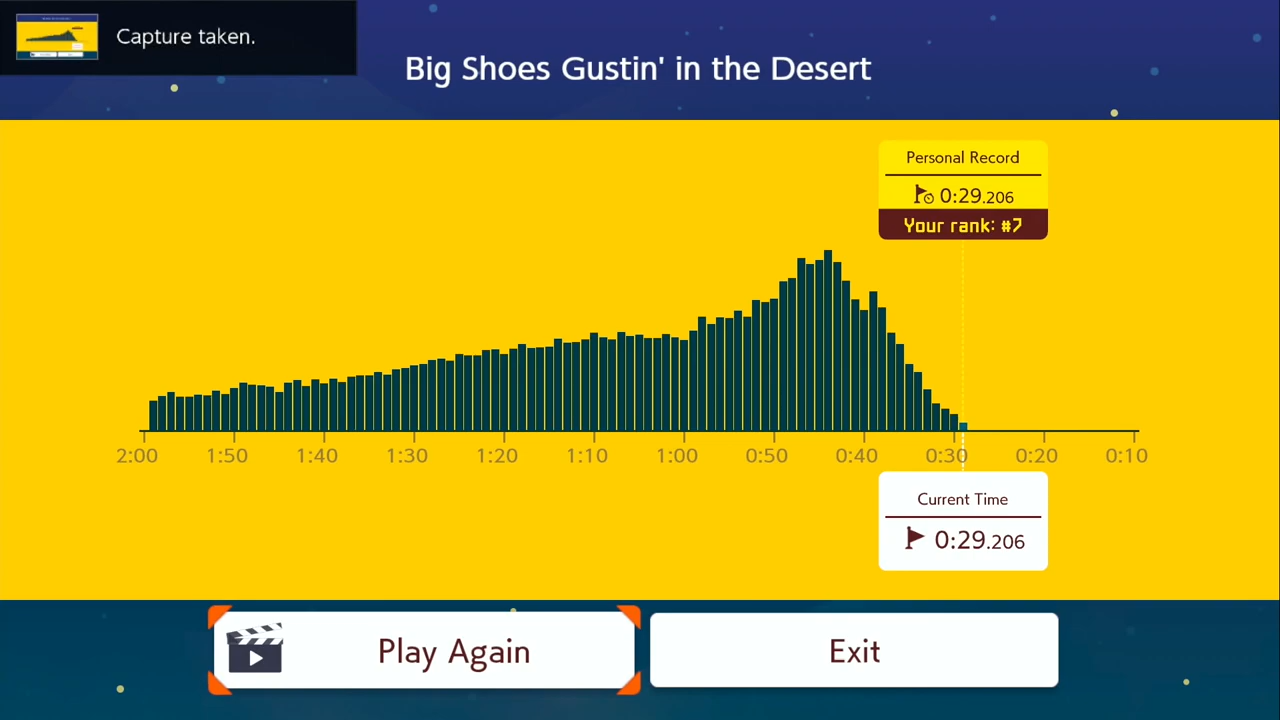 Capture taken.
Big Shoes Gustin' in the Desert
Personal Record
0:29.206
Your rank: #7
2:00 1:50 1:40 1:30 1:20 1:10 1:00 0:50 0:40 0:30 0:20 0:10
Current Time
0:29.206
Play Again Exit